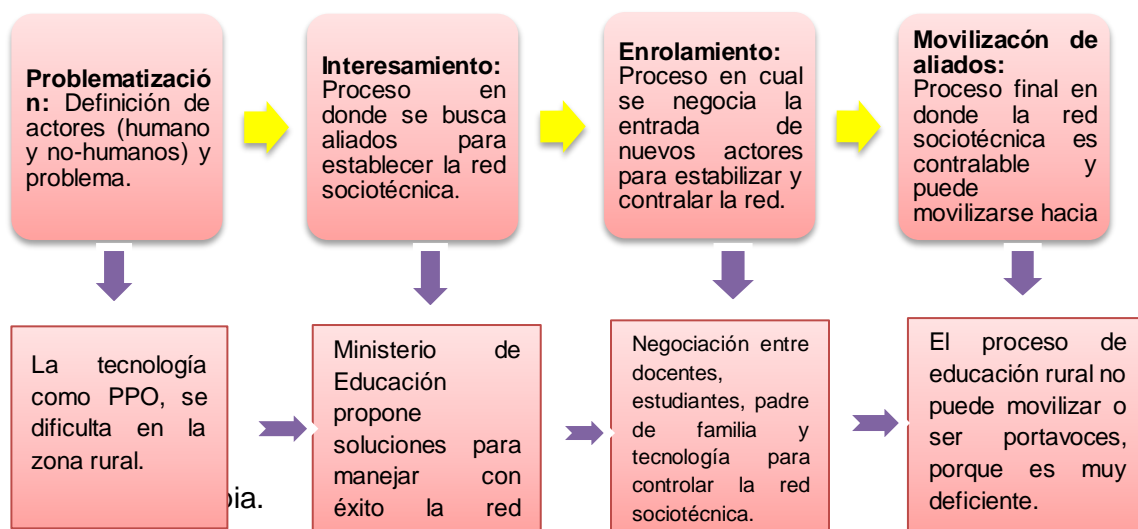 Problematizació
n: Definición de
actores (humano
y no-humanos) y
problema.
Interesamiento:
Proceso en
donde se busca
aliados para
establecer la red
sociotécnica.
Enrolamiento:
Proceso en cual
se negocia la
entrada de
nuevos actores
para estabilizar y
contralar la red.
Movilizacón de
aliados:
Proceso final en
donde la red
sociotécnica es
contralable y
puede
movilizarse hacia
La tecnología
como PPO, se
dificulta en la
zona rural.
Ministerio de
Educación
propone
soluciones para
manejar con
éxito la red
Negociación entre
docentes,
estudiantes, padre
de familia y
tecnología para
controlar la red
sociotécnica.
El proceso de
educación rural no
puede movilizar o
ser portavoces,
porque es muy
deficiente.